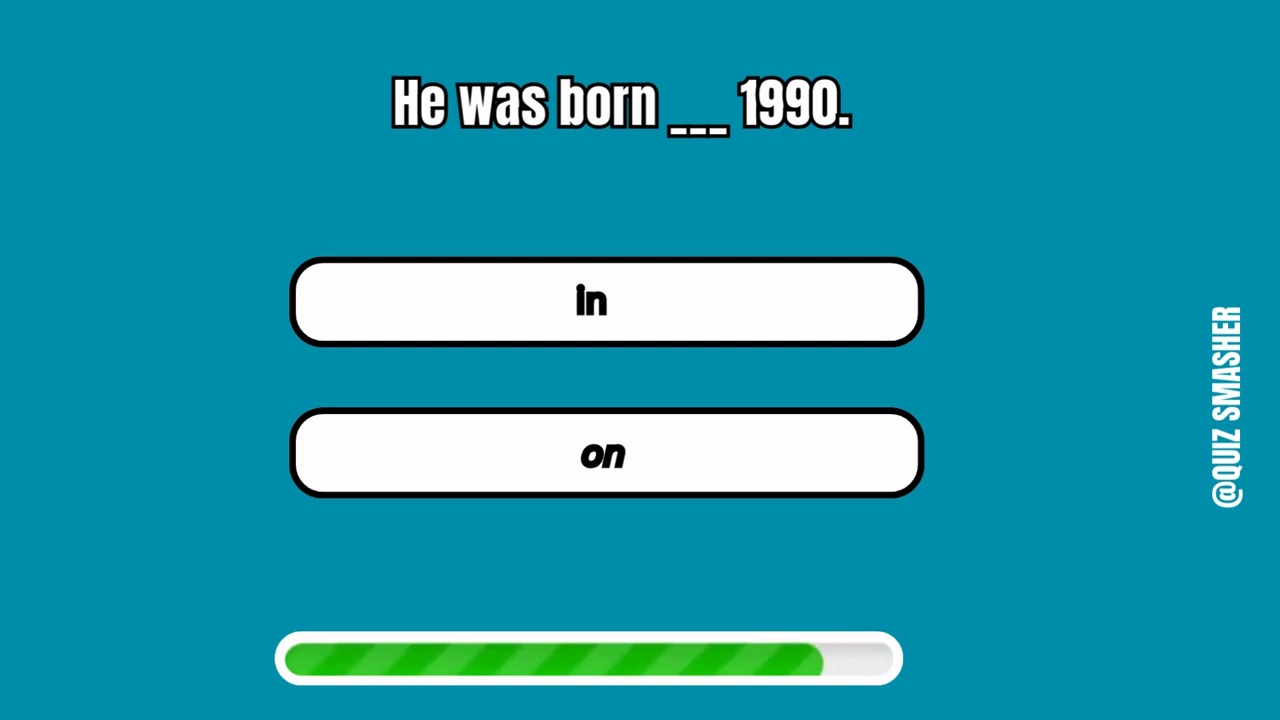 He was born ___ 1990.
in
on
@QUIZ SMASHER